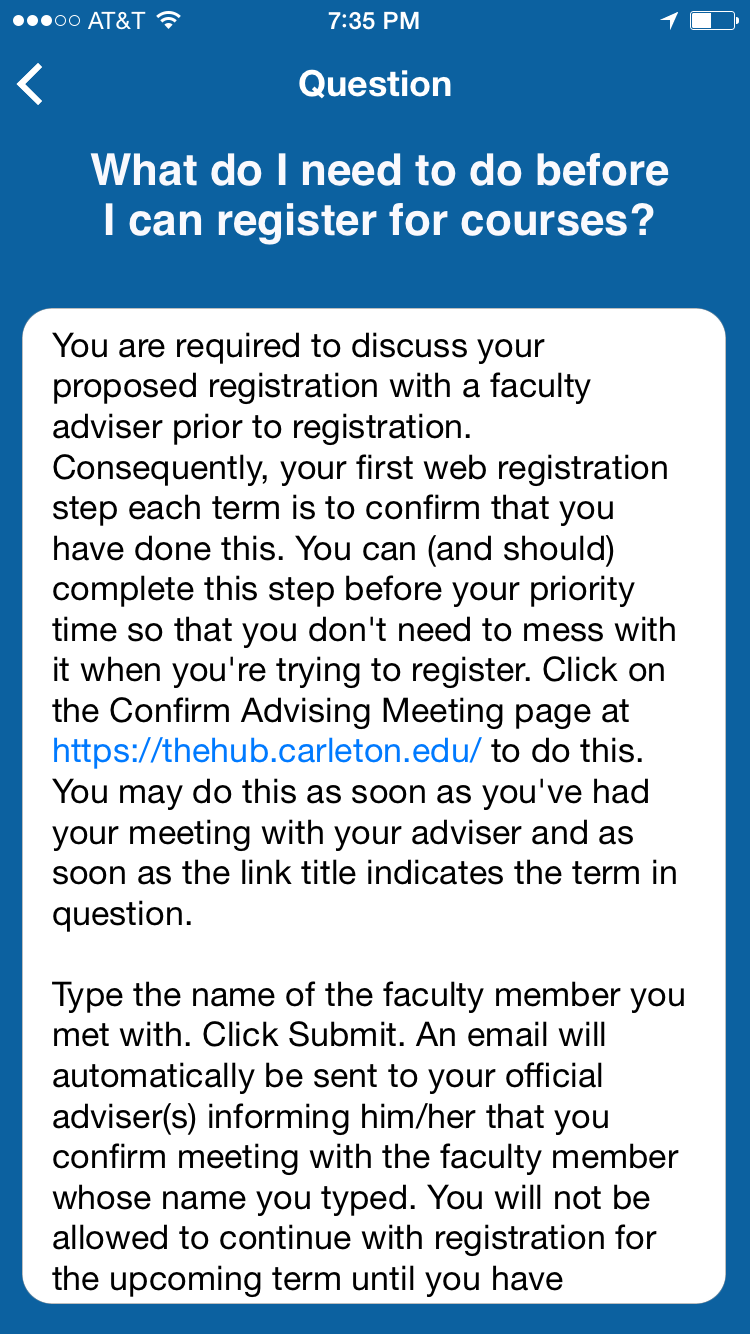 AT&T 7:35 PM
Question
What do I need to do before
I can register for courses?
You are required to discuss your
proposed registration with a faculty
adviser prior to registration.
Consequently, your first web registration
step each term is to confirm that you
have done this. You can (and should)
complete this step before your priority
time so that you don't need to mess with
it when you're trying to register. Click on
the Confirm Advising Meeting page at
https://thehub.carleton.edu/ to do this.
You may do this as soon as you've had
your meeting with your adviser and as
soon as the link title indicates the term in
question.
Type the name of the faculty member you
met with. Click Submit. An email will
automatically be sent to your official
adviser(s) informing him/her that you
confirm meeting with the faculty member
whose name you typed. You will not be
allowed to continue with registration for
the upcoming term until you have